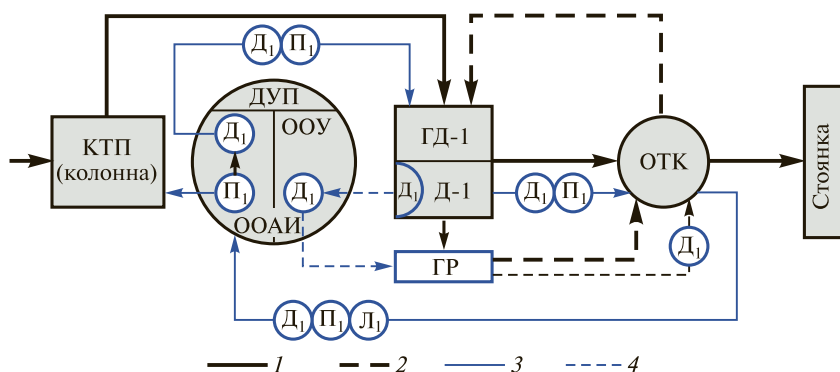 Д₁ П₁
ДУП
КТП
(колонна)
Д₁
ООУ
П₁
Д₁
ООАИ
ГД-1
Д₁
Д-1
ГР
Д₁ П₁
ОТК
Д₁
Стоянка
Д₁ П₁ Л₁
1 2 3 4